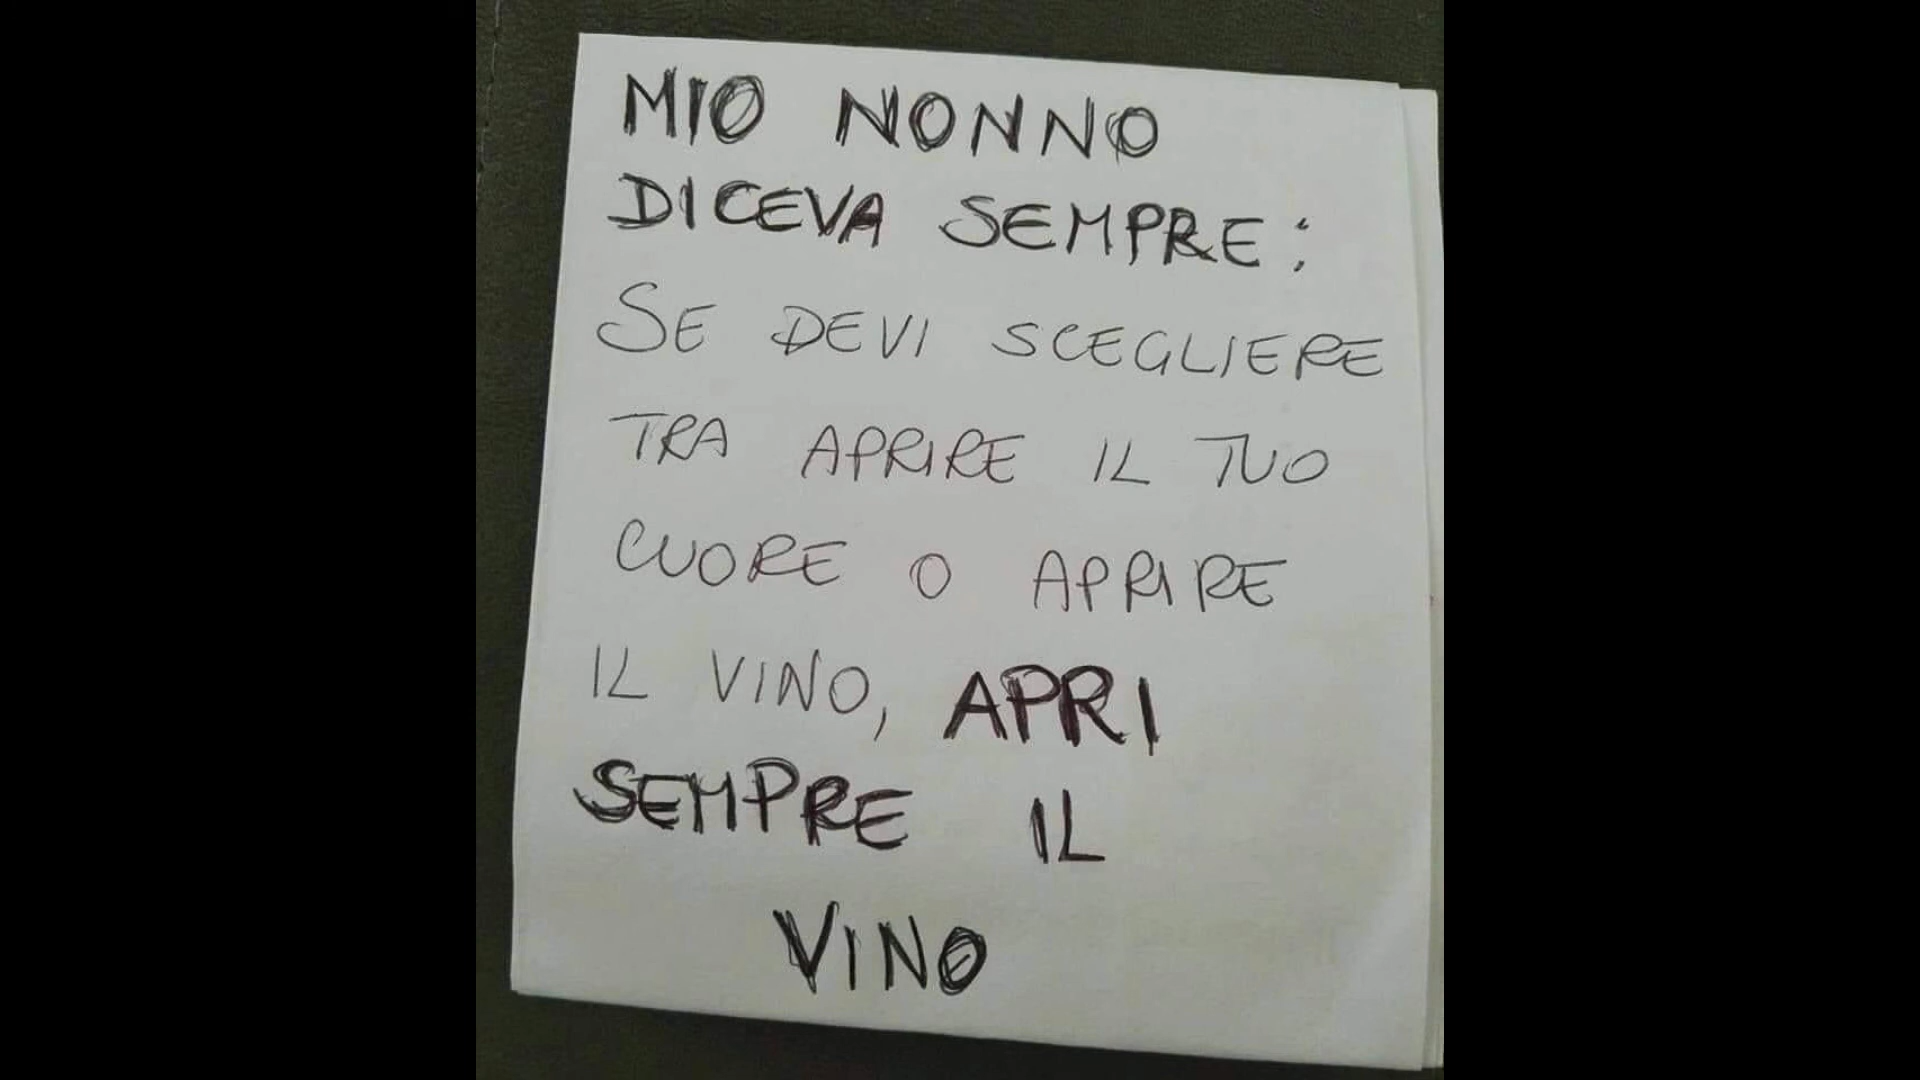 MIO NONNO
DICEVA SEMPRE:
SE DEVI SCEGLIERE
TRA APRIRE IL TUO
CUORE O APRIRE
IL VINO, APRI
SEMPRE IL
VINO